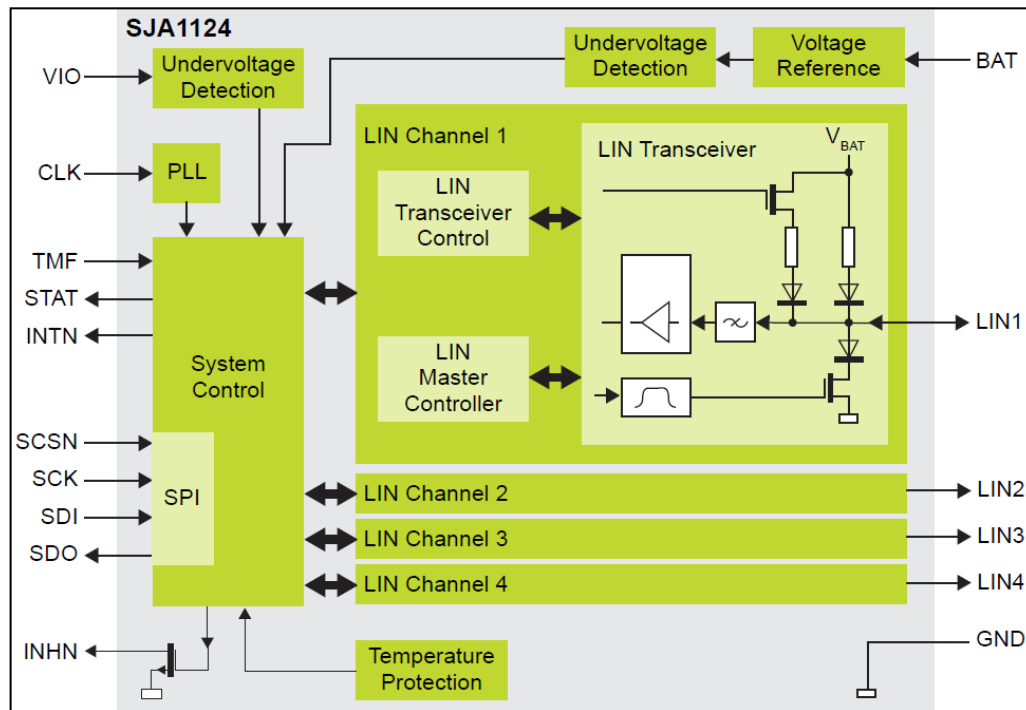 SJA1124
VIO
Undervoltage
Detection
Undervoltage
Detection
Voltage
Reference
BAT
CLK
PLL
LIN Channel 1
LIN
Transceiver
Control
LIN Transceiver
VBAT
TMF
STAT
INTN
System
Control
LIN
Master
Controller
LIN1
SCSN
SCK
SDI
SDO
SPI
LIN Channel 2
LIN2
LIN Channel 3
LIN3
LIN Channel 4
LIN4
INHN
Temperature
Protection
GND